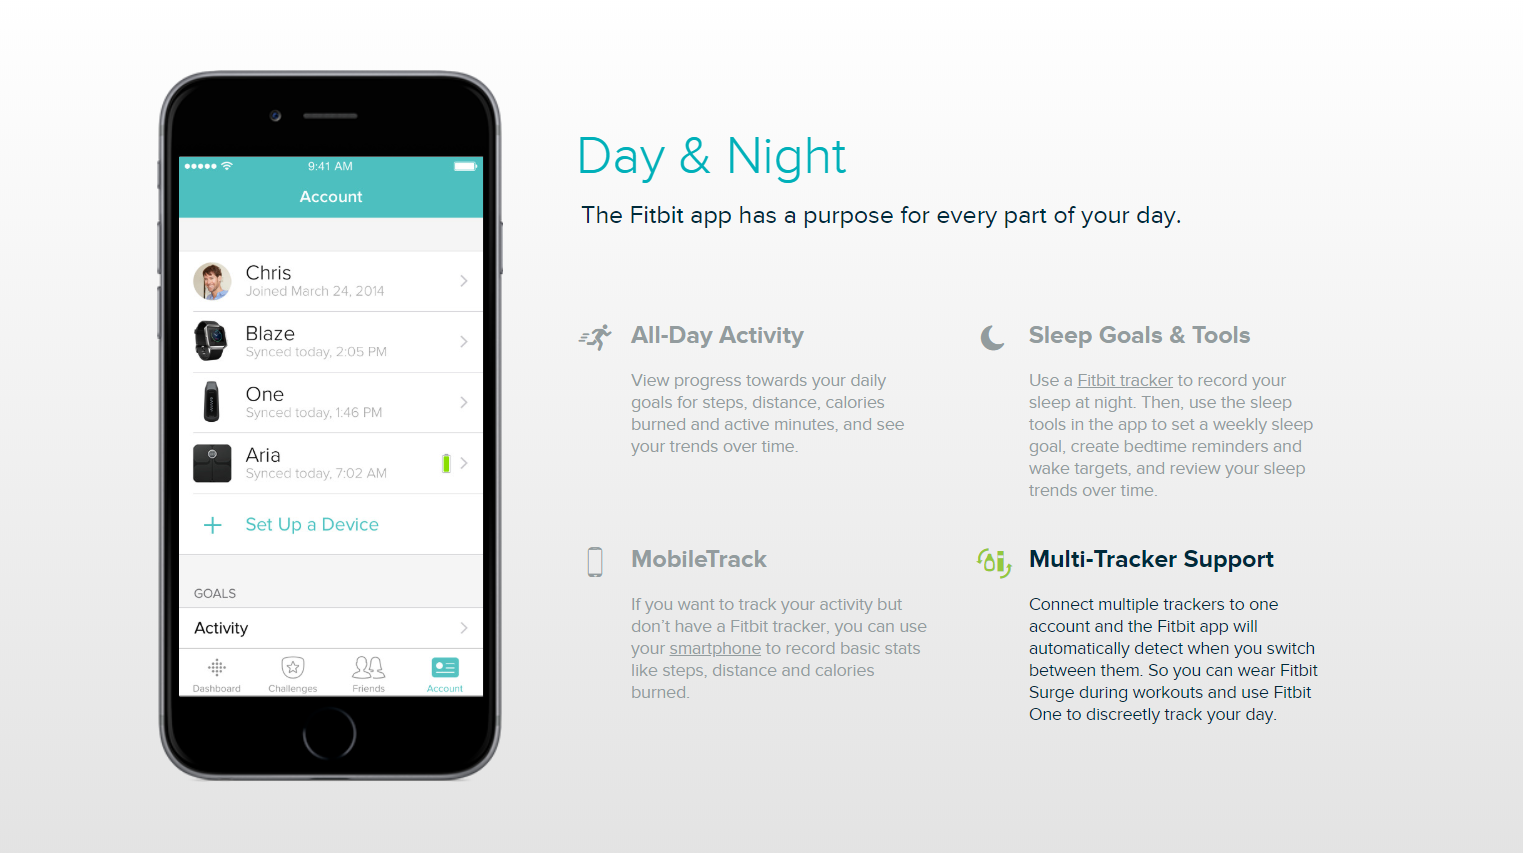 9:41 AM
Account
Chris
Joined March 24, 2014
Blaze
Synced today, 2:05 PM
One
Synced today, 1:46 PM
Aria
Synced today, 7:02 AM
Set Up a Device
GOALS
Activity
Dashboard
Challenges
Friends
Account
Day & Night
The Fitbit app has a purpose for every part of your day.
All-Day Activity
View progress towards your daily
goals for steps, distance, calories
burned and active minutes, and see
your trends over time.
Sleep Goals & Tools
Use a Fitbit tracker to record your
sleep at night. Then, use the sleep
tools in the app to set a weekly sleep
goal, create bedtime reminders and
wake targets, and review your sleep
trends over time.
MobileTrack
If you want to track your activity but
don't have a Fitbit tracker, you can use
your smartphone to record basic stats
like steps, distance and calories
burned.
Multi-Tracker Support
Connect multiple trackers to one
account and the Fitbit app will
automatically detect when you switch
between them. So you can wear Fitbit
Surge during workouts and use Fitbit
One to discreetly track your day.